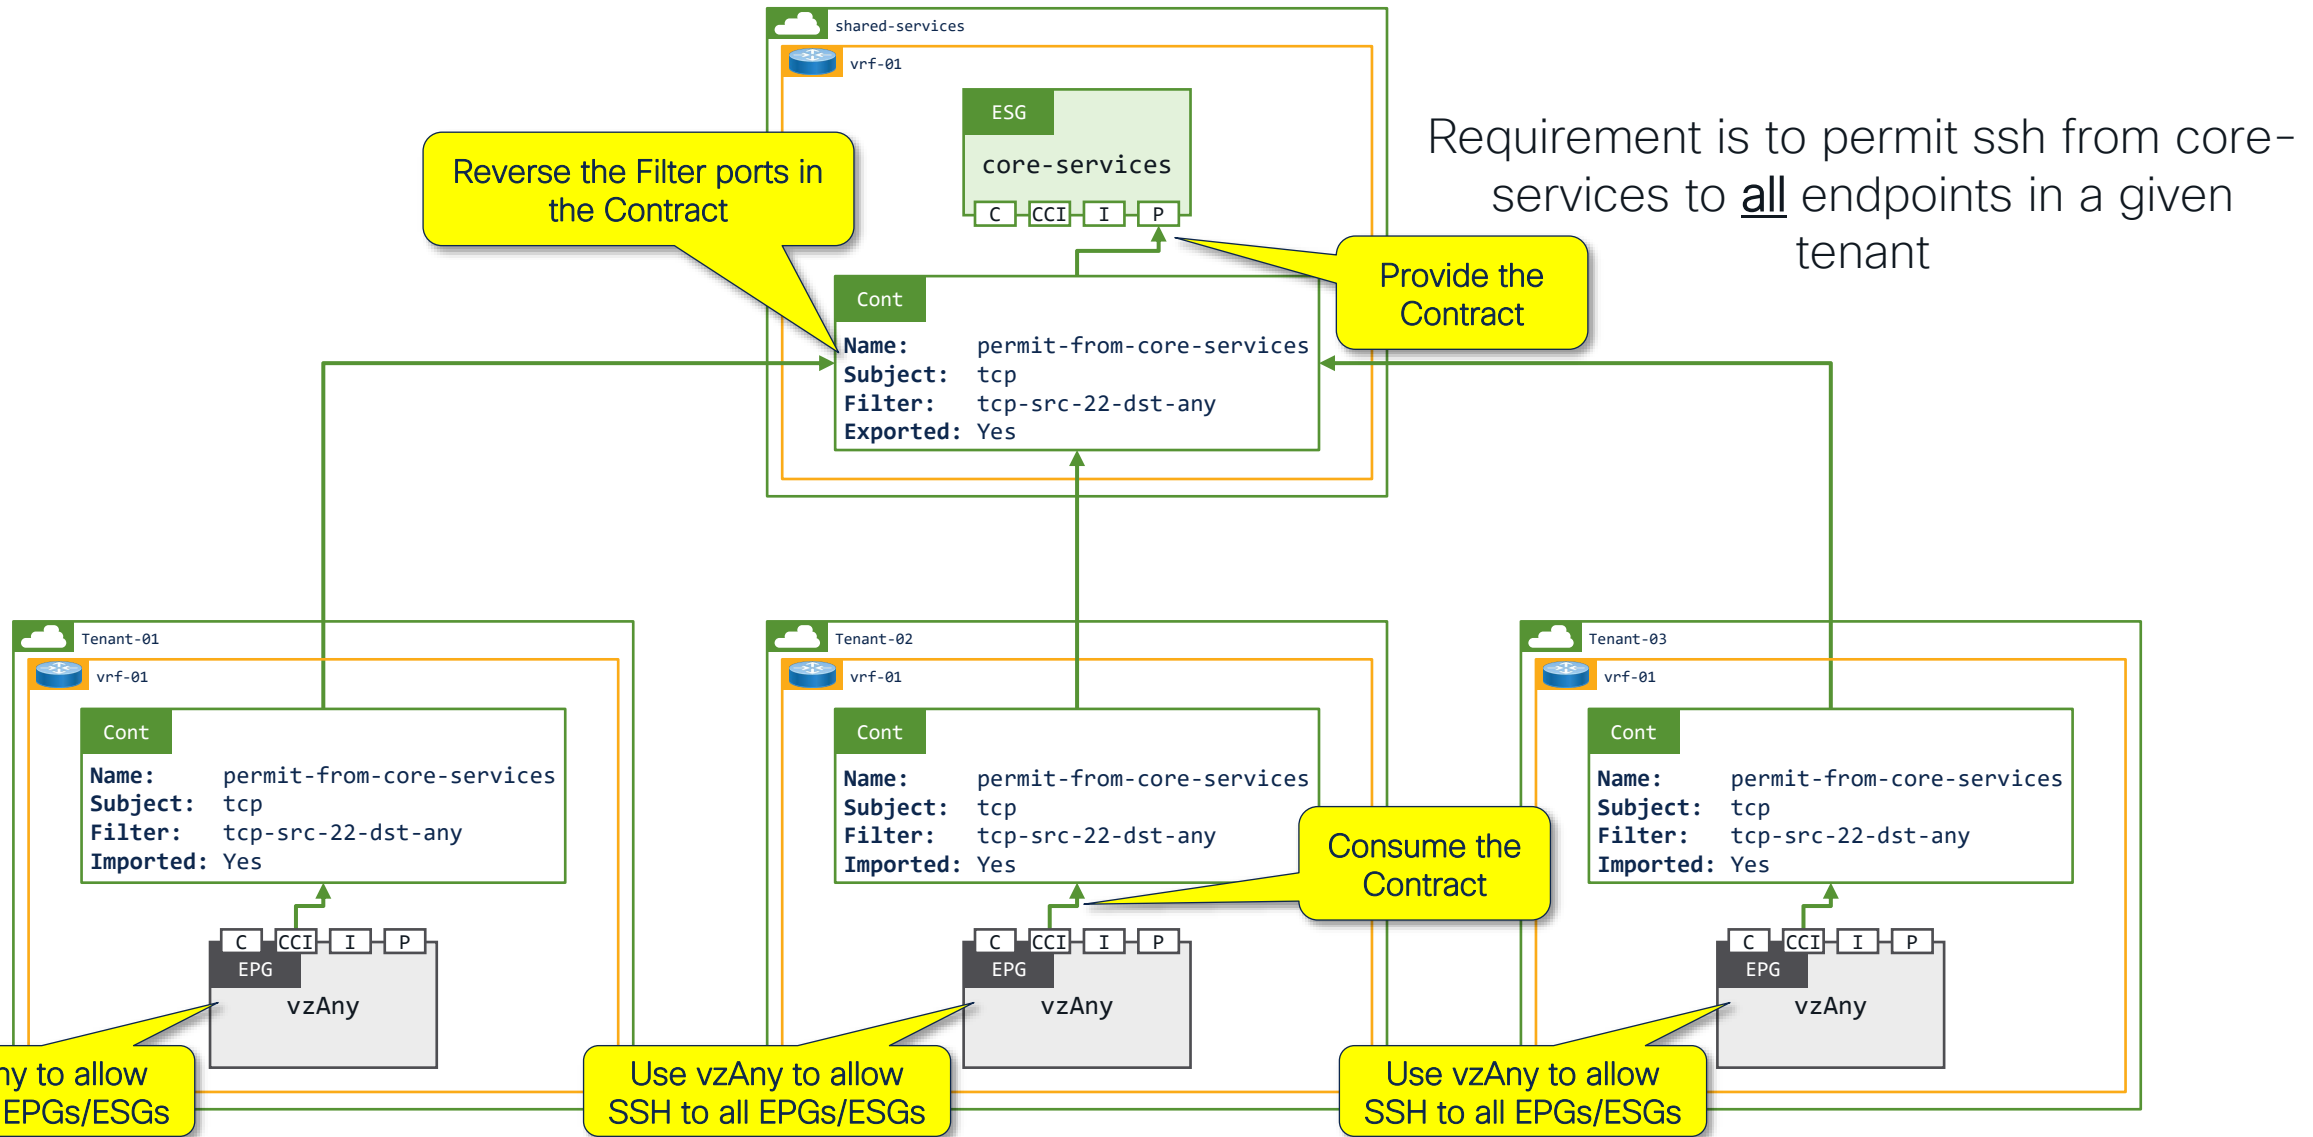 shared-services
vrf-01
ESG
core-services
C CCI I P
Requirement is to permit ssh from core-
services to all endpoints in a given
tenant
Reverse the Filter ports in
the Contract
Provide the
Contract
Cont
Name: permit-from-core-services
Subject: tcp
Filter: tcp-src-22-dst-any
Exported: Yes
Tenant-01
vrf-01
Cont
Name: permit-from-core-services
Subject: tcp
Filter: tcp-src-22-dst-any
Imported: Yes
C CCI I P
EPG
vzAny
to allow
EPGs/ESGs
Tenant-02
vrf-01
Cont
Name: permit-from-core-services
Subject: tcp
Filter: tcp-src-22-dst-any
Imported: Yes
Consume the
Contract
C CCI I P
EPG
vzAny
Use vzAny to allow
SSH to all EPGs/ESGs
Tenant-03
vrf-01
Cont
Name: permit-from-core-services
Subject: tcp
Filter: tcp-src-22-dst-any
Imported: Yes
C CCI I P
EPG
vzAny
Use vzAny to allow
SSH to all EPGs/ESGs